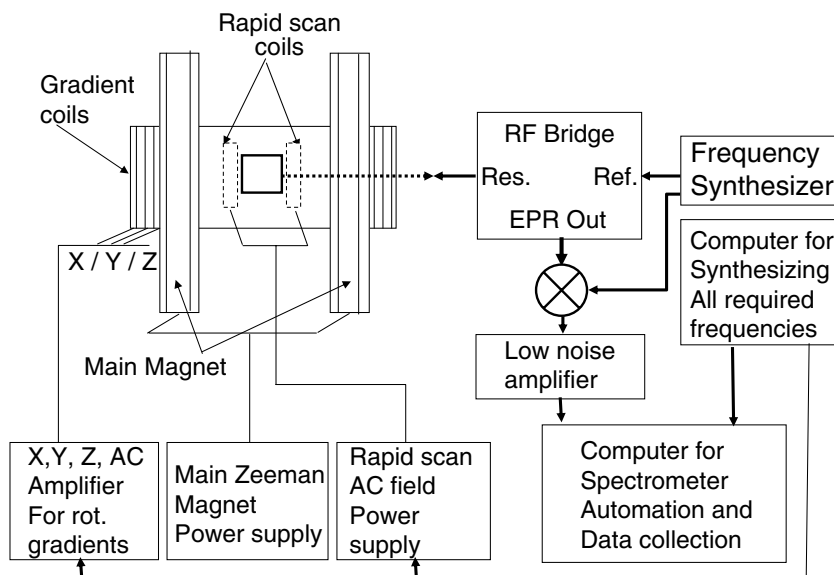 Rapid scan
coils
Gradient
coils
X / Y / Z
Main Magnet
RF Bridge
Res.
Ref.
EPR Out
Frequency
Synthesizer
Computer for
Synthesizing
All required
frequencies
Low noise
amplifier
X,Y, Z, AC
Amplifier
For rot.
gradients
Main Zeeman
Magnet
Power supply
Rapid scan
AC field
Power
supply
Computer for
Spectrometer
Automation and
Data collection